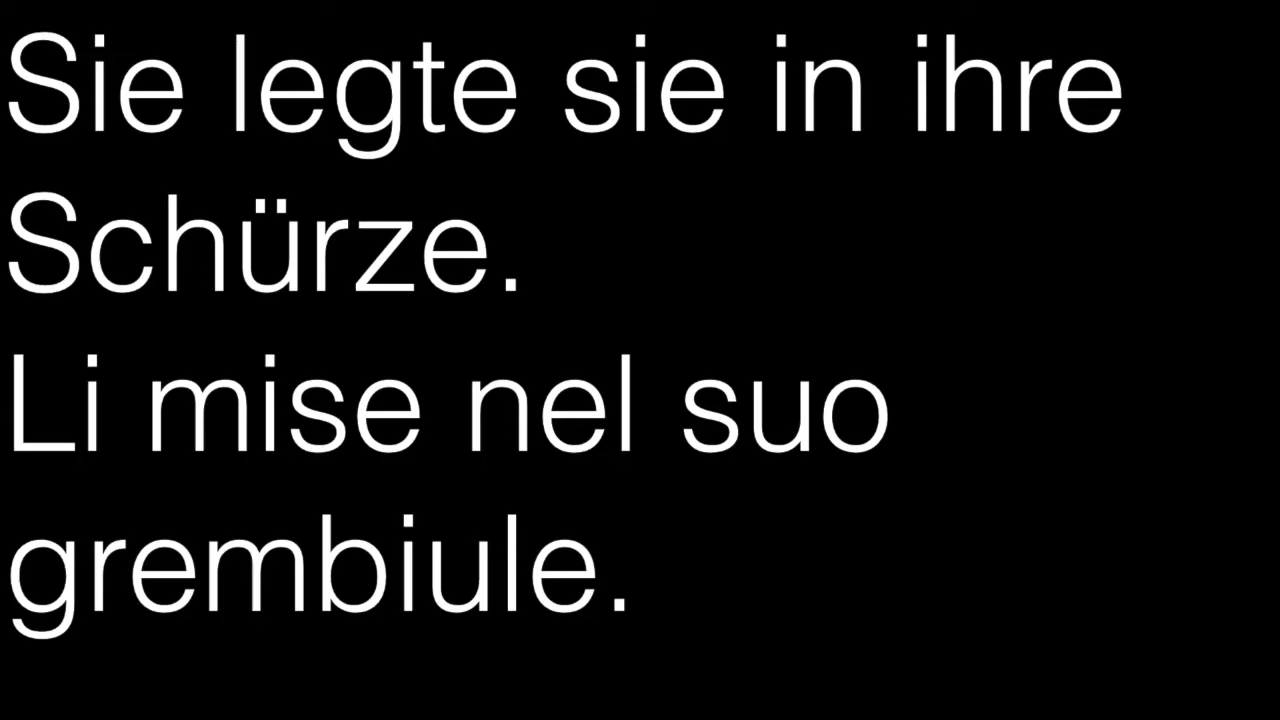 Sie legte sie in ihre
Schürze.
Li mise nel suo
grembiule.